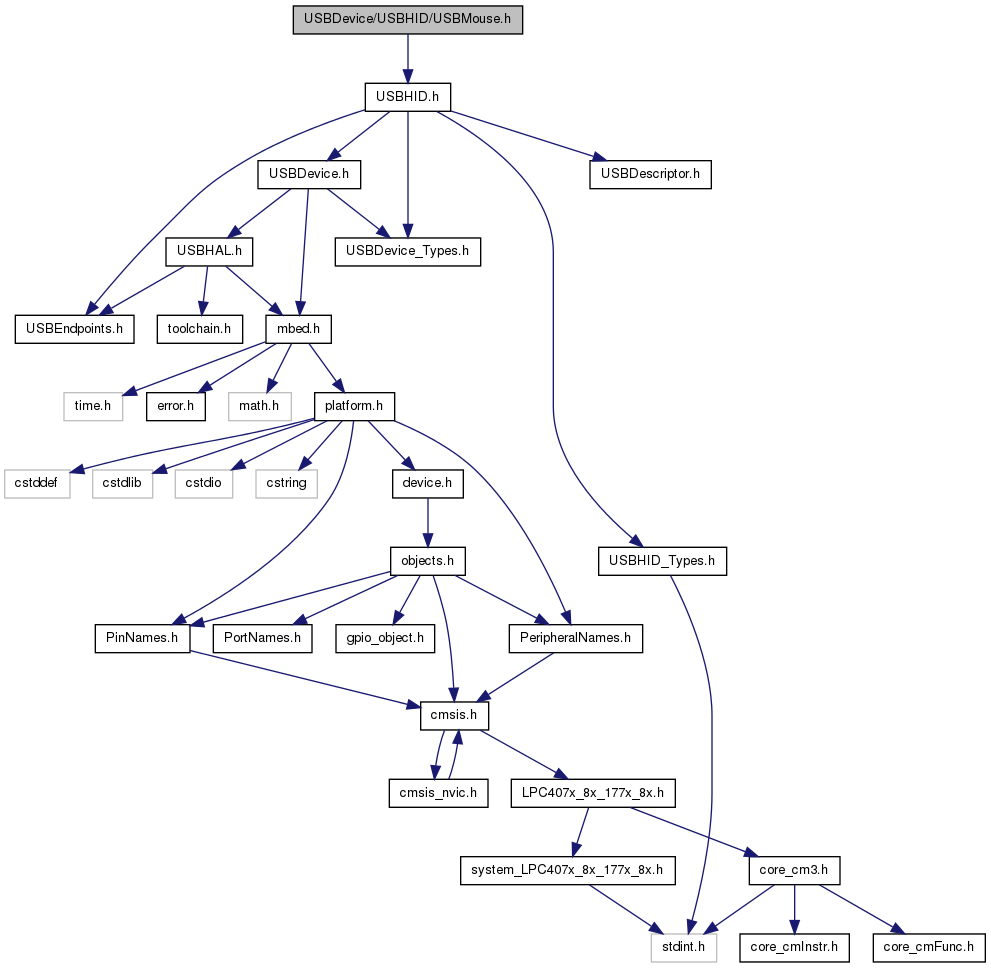 USBDevice/USBHID/USBMouse.h
USBHID.h
USBDevice.h
USBDescriptor.h
USBHAL.h
USBDevice_Types.h
USBEndpoints.h
toolchain.h
mbed.h
time.h
error.h
math.h
platform.h
cstddef
cstdlib
cstdio
cstring
device.h
objects.h
USBHID_Types.h
PinNames.h
PortNames.h
gpio_object.h
PeripheralNames.h
cmsis.h
cmsis_nvic.h
LPC407x_8x_177x_8x.h
system_LPC407x_8x_177x_8x.h
core_cm3.h
stdint.h
core_cmInstr.h
core_cmFunc.h